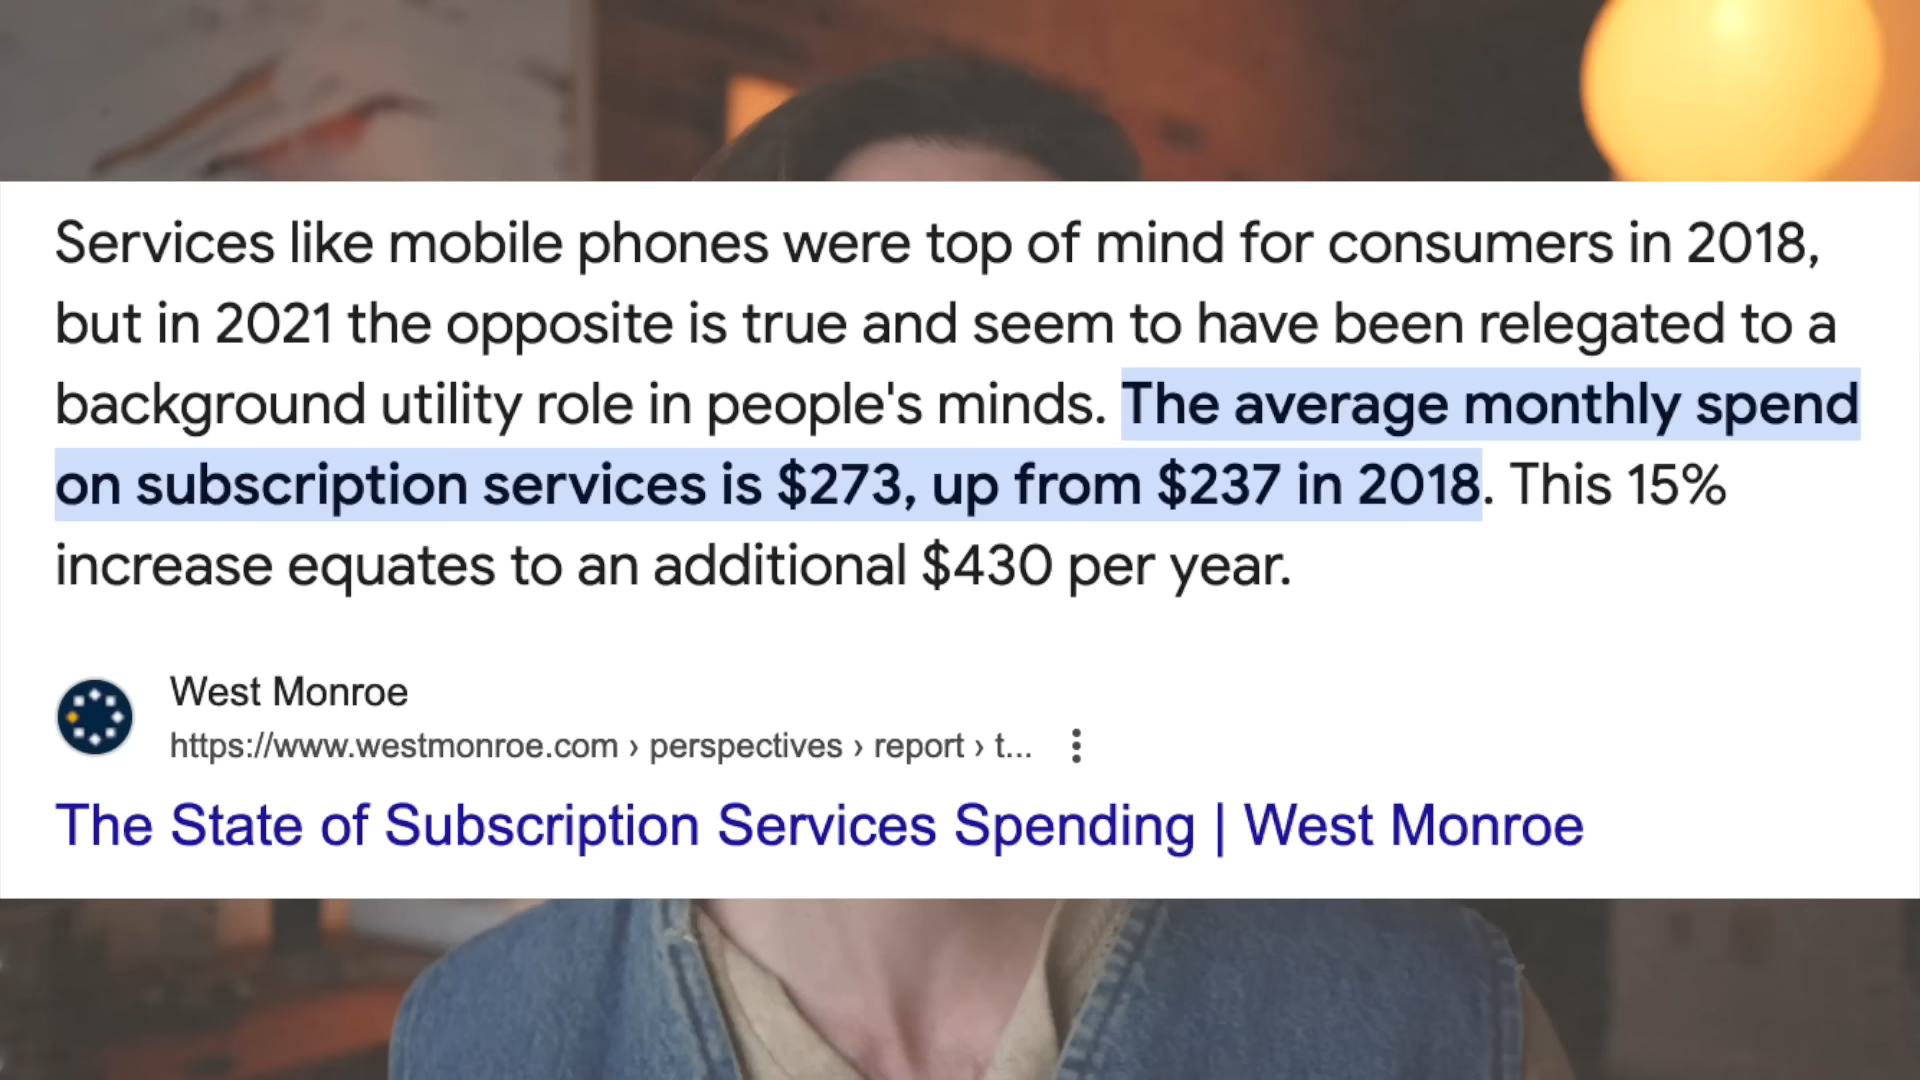 Services like mobile phones were top of mind for consumers in 2018,
but in 2021 the opposite is true and seem to have been relegated to a
background utility role in people's minds. The average monthly spend
on subscription services is $273, up from $237 in 2018. This 15%
increase equates to an additional $430 per year.
West Monroe
https://www.westmonroe.com › perspectives › report › t...
The State of Subscription Services Spending | West Monroe